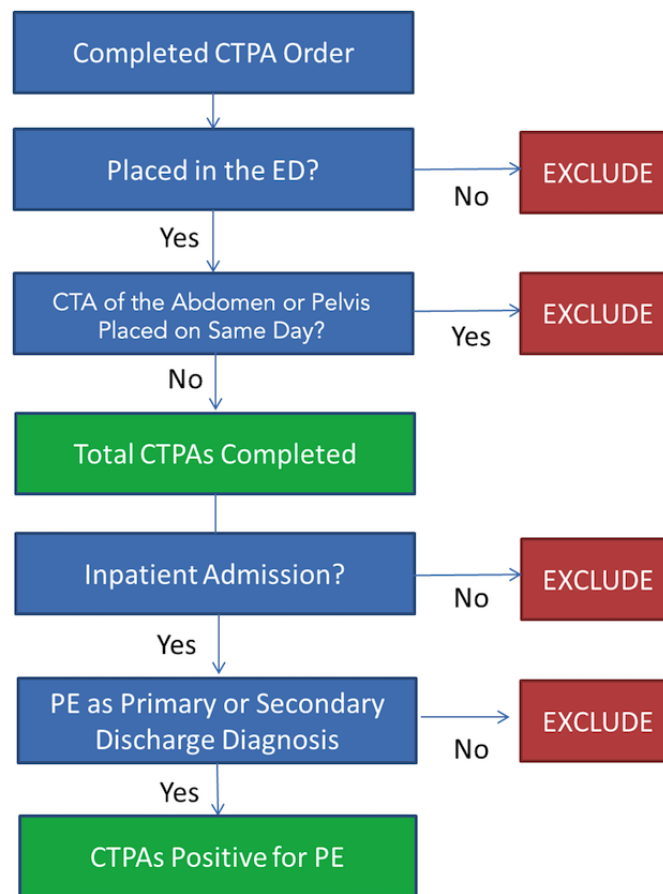 Completed CTPA Order
Placed in the ED?
EXCLUDE
No
Yes
CTA of the Abdomen or Pelvis
Placed on Same Day?
EXCLUDE
Yes
No
Total CTPAs Completed
Inpatient Admission?
EXCLUDE
No
Yes
PE as Primary or Secondary
Discharge Diagnosis
EXCLUDE
No
Yes
CTPAs Positive for PE